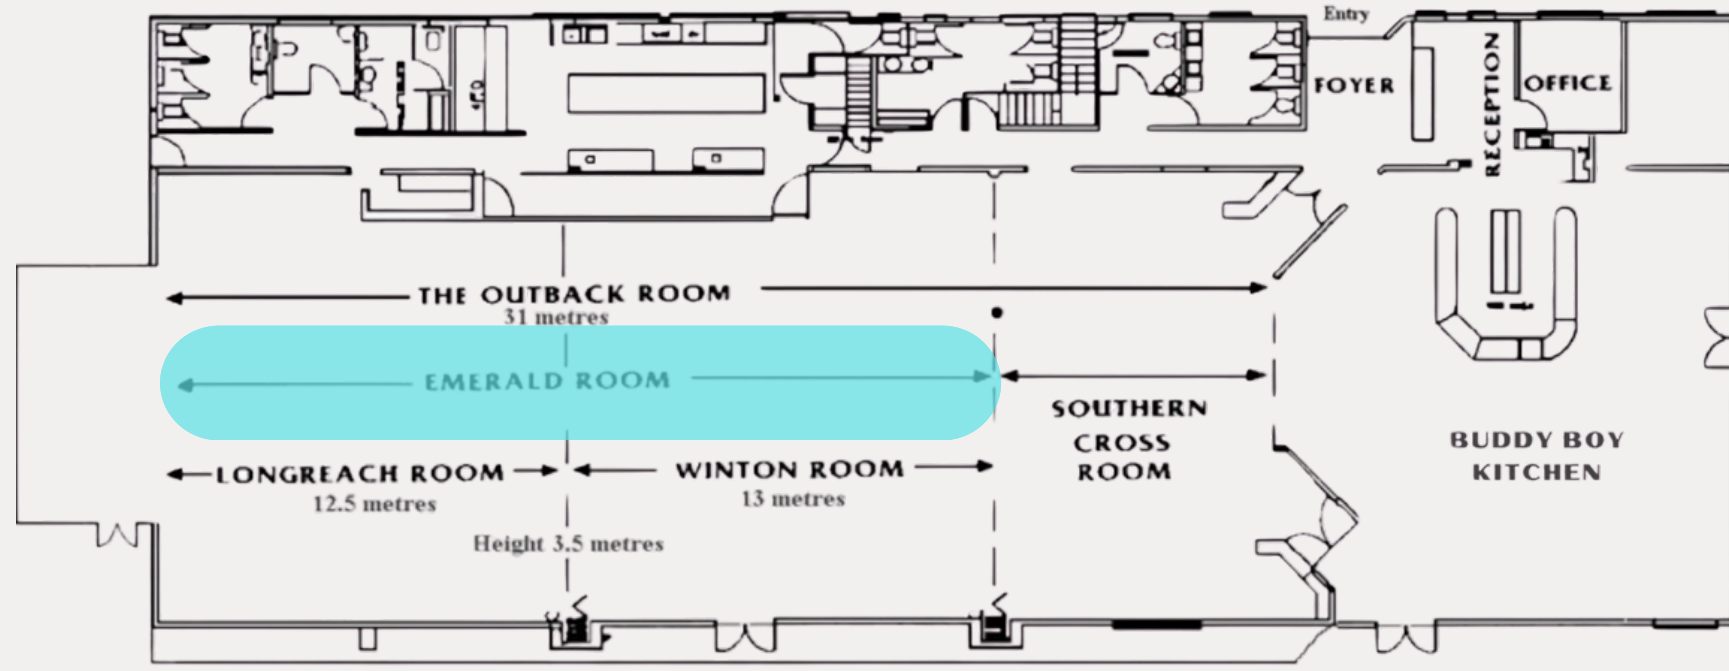 Entry
FOYER
RECEPTION
OFFICE
THE OUTBACK ROOM
31 metres
EMERALD ROOM
SOUTHERN
CROSS
ROOM
BUDDY BOY
KITCHEN
LONGREACH ROOM
12.5 metres
WINTON ROOM
13 metres
Height 3.5 metres